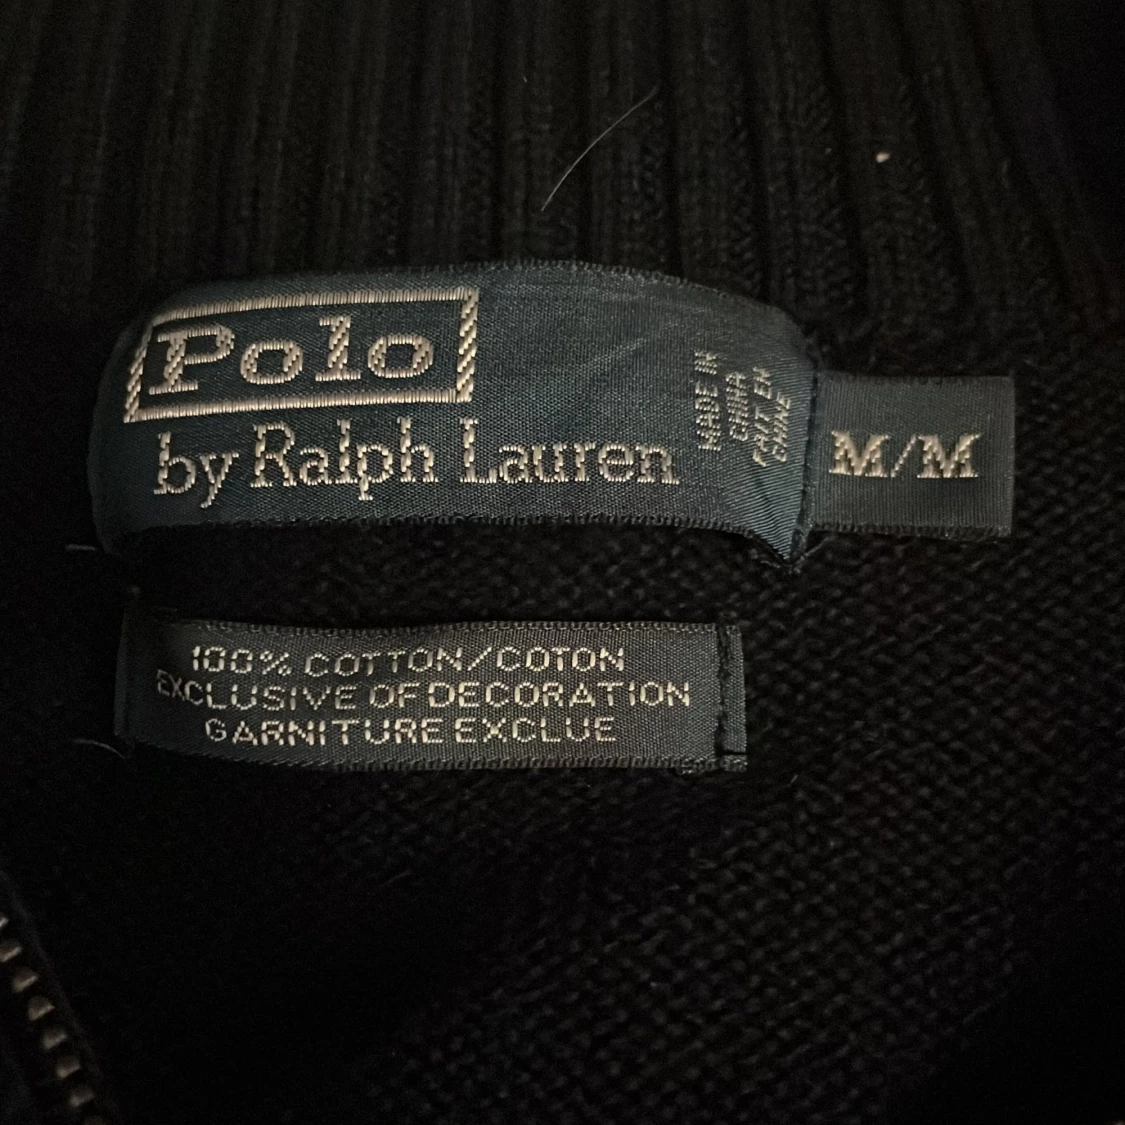 Polo
by Ralph Lauren
MADE IN
CHINA
FAIT EN
CHINE
M/M
100% COTTON/COTON
EXCLUSIVE OF DECORATION
GARNITURE EXCLUE